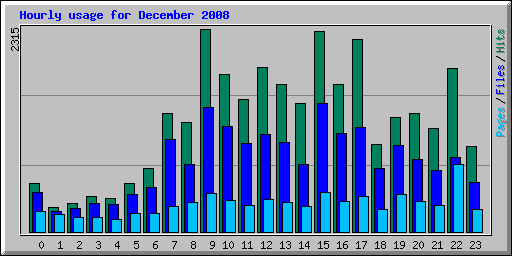 Hourly usage for December 2008
2315
Pages/Files/Hits
0 1 2 3 4 5 6 7 8 9 10 11 12 13 14 15 16 17 18 19 20 21 22 23